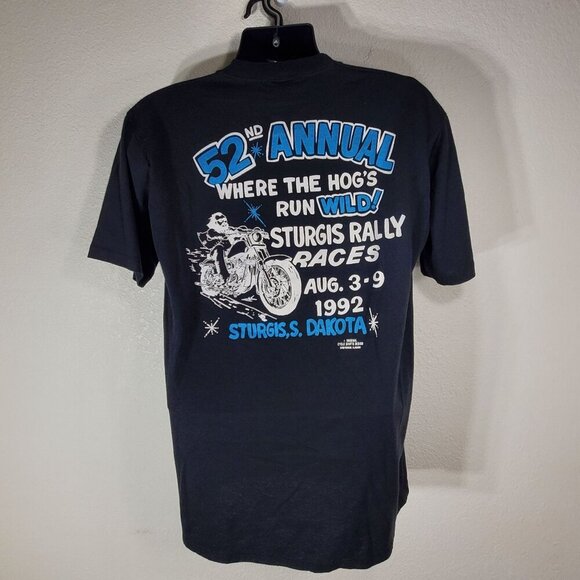 52ND ANNUAL
WHERE THE HOG'S
RUN WILD!
STURGIS RALLY
RACES
AUG. 3-9
1992
STURGIS, S. DAKOTA